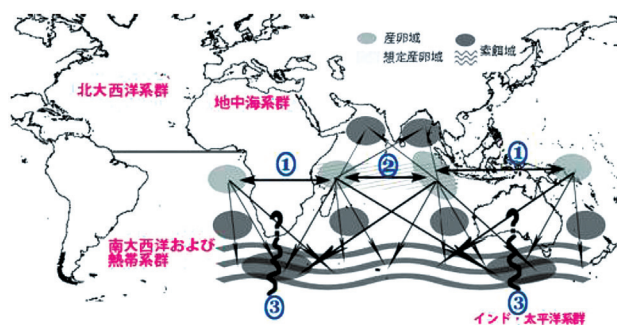 産卵域
索餌域
想定産卵域
北大西洋系群
地中海系群
①
②
①
南大西洋および
熱帯系群
③
③
インド・太平洋系群